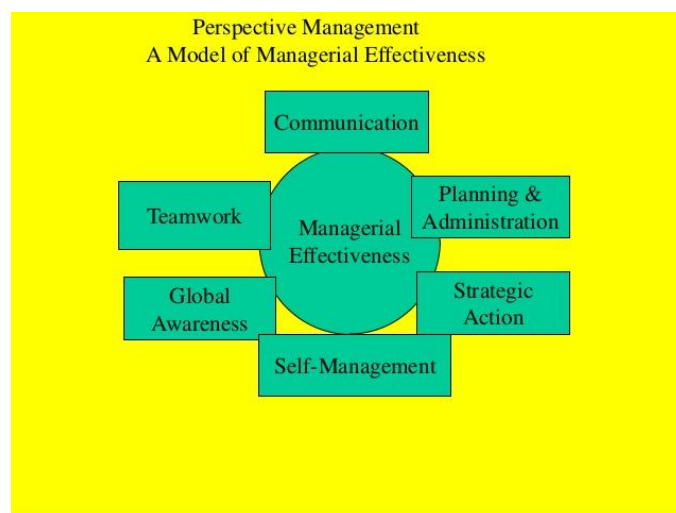 Perspective Management
A Model of Managerial Effectiveness
Communication
Planning &
Administration
Teamwork
Managerial
Effectiveness
Strategic
Action
Global
Awareness
Self-Management